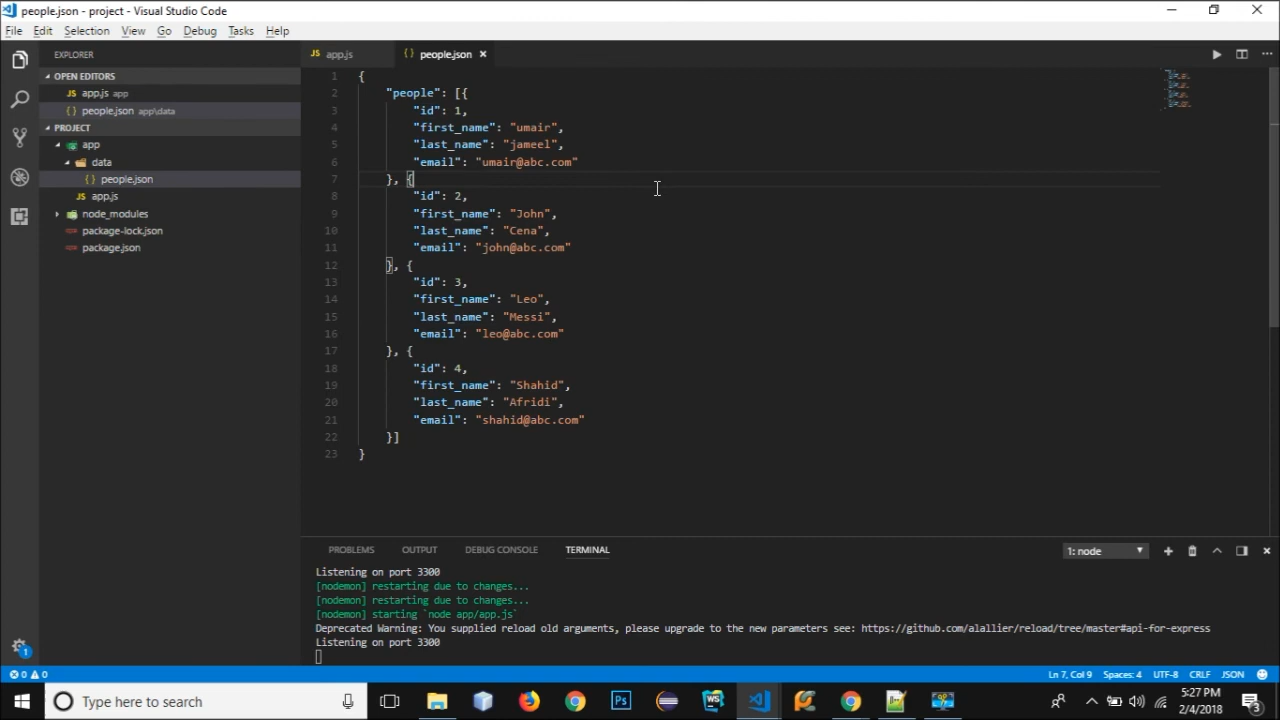 people.json - project - Visual Studio Code
File Edit Selection View Go Debug Tasks Help
EXPLORER
OPEN EDITORS
app.js app
{ } people.json app\data
PROJECT
app
data
{ } people.json
app.js
node_modules
package-lock.json
package.json
app.js { } people.json
1 {
2 "people": [{
3 "id": 1,
4 "first_name": "umair",
5 "last_name": "jameel",
6 "email": "umair@abc.com"
7 }, {
8 "id": 2,
9 "first_name": "John",
10 "last_name": "Cena",
11 "email": "john@abc.com"
12 }, {
13 "id": 3,
14 "first_name": "Leo",
15 "last_name": "Messi",
16 "email": "leo@abc.com"
17 }, {
18 "id": 4,
19 "first_name": "Shahid",
20 "last_name": "Afridi",
21 "email": "shahid@abc.com"
22 }]
23 }
PROBLEMS OUTPUT DEBUG CONSOLE TERMINAL 1: node
Listening on port 3300
[nodemon] restarting due to changes...
[nodemon] restarting due to changes...
[nodemon] starting `node app/app.js`
Deprecated Warning: You supplied reload old arguments, please upgrade to the new parameters see: https://github.com/alallier/reload/tree/master#api-for-express
Listening on port 3300
1
0 0 Ln 7, Col 9 Spaces: 4 UTF-8 CRLF JSON
Type here to search Ps WS 5:27 PM
2/4/2018 3